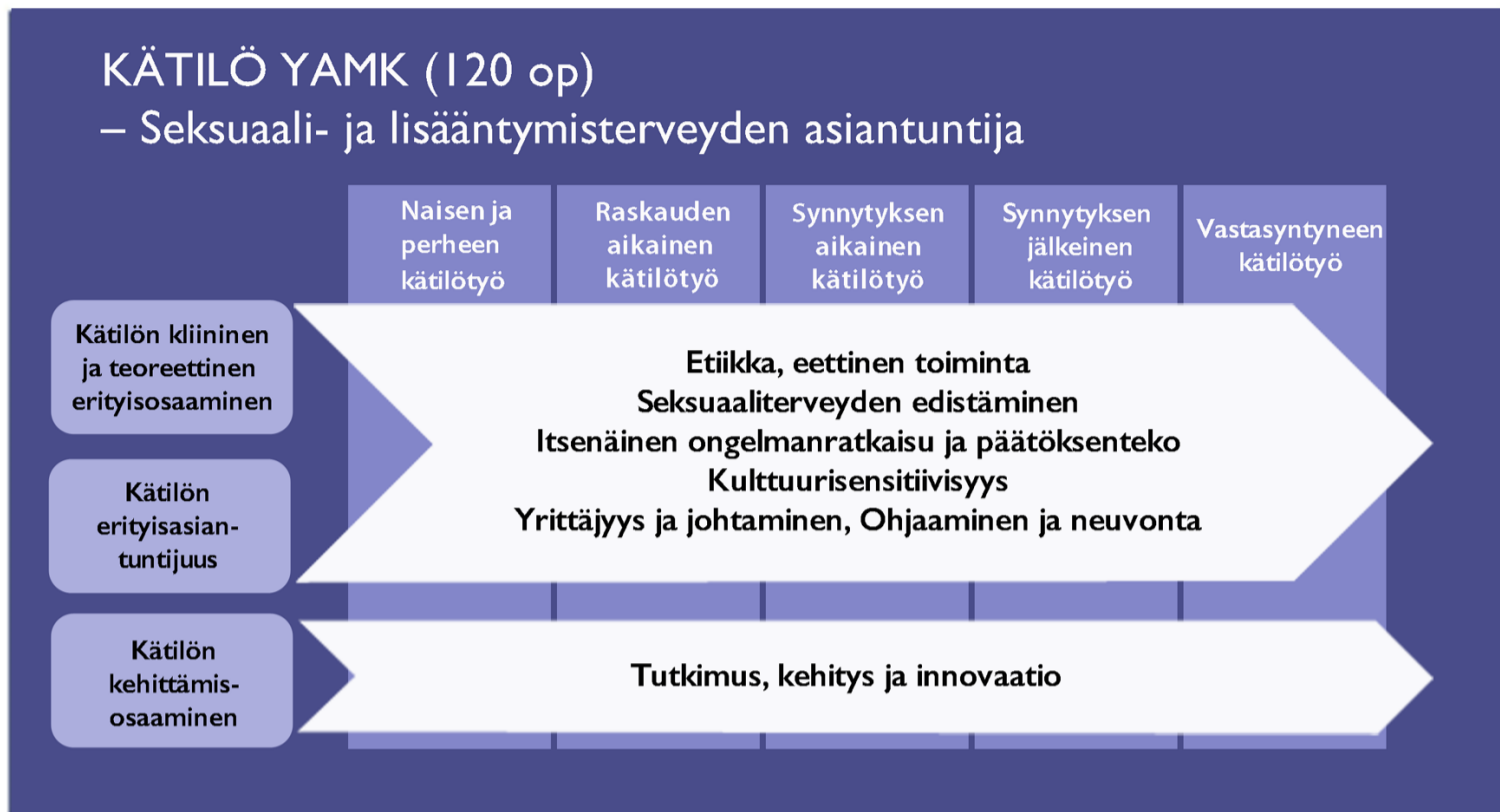 KÄTILÖ YAMK (120 op)
– Seksuaali- ja lisääntymisterveyden asiantuntija
Naisen ja
perheen
kätilötyö
Raskauden
aikainen
kätilötyö
Synnytyksen
aikainen
kätilötyö
Synnytyksen
jälkeinen
kätilötyö
Vastasyntyneen
kätilötyö
Kätilön kliininen
ja teoreettinen
erityisosaaminen
Kätilön
erityisasian-
tuntijuus
Etiikka, eettinen toiminta
Seksuaaliterveyden edistäminen
Itsenäinen ongelmanratkaisu ja päätöksenteko
Kulttuurisensitiivisyys
Yrittäjyys ja johtaminen, Ohjaaminen ja neuvonta
Kätilön
kehittämis-
osaaminen
Tutkimus, kehitys ja innovaatio